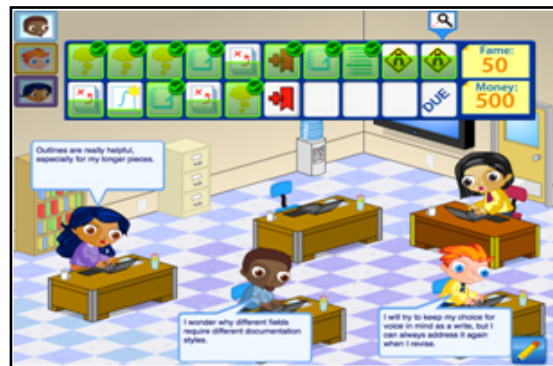 Fame:
50
Money:
500
DUE
Outlines are really helpful,
especially for my longer pieces.
I wonder why different fields
require different documentation
styles.
I will try to keep my choice for
voice in mind as a write, but I
can always address it again
when I revise.